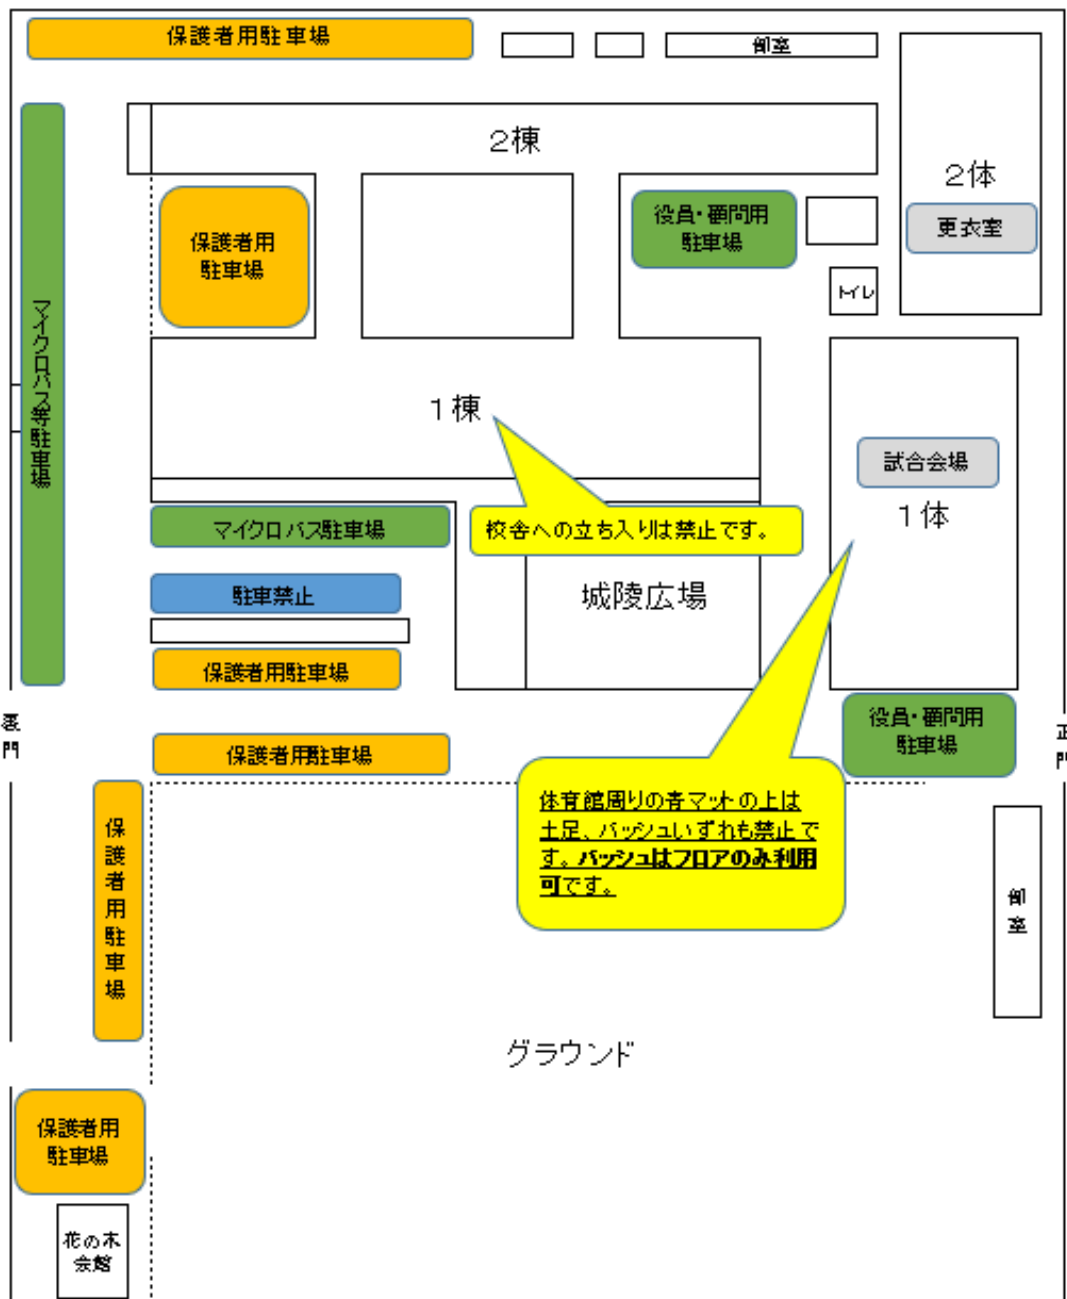 保護者用駐車場
部室
2棟
2体
更衣室
保護者用
駐車場
役員・顧問用
駐車場
トイレ
マイクロバス等駐車場
1棟
試合会場
1体
マイクロバス駐車場
校舎への立ち入りは禁止です。
駐車禁止
城陵広場
保護者用駐車場
役員・顧問用
駐車場
裏門
正門
保護者用駐車場
体育館周りの青マットの上は
土足、バッシュいずれも禁止で
す。バッシュはフロアのみ利用
可です。
保護者用駐車場
部室
グラウンド
保護者用
駐車場
花の木
会館